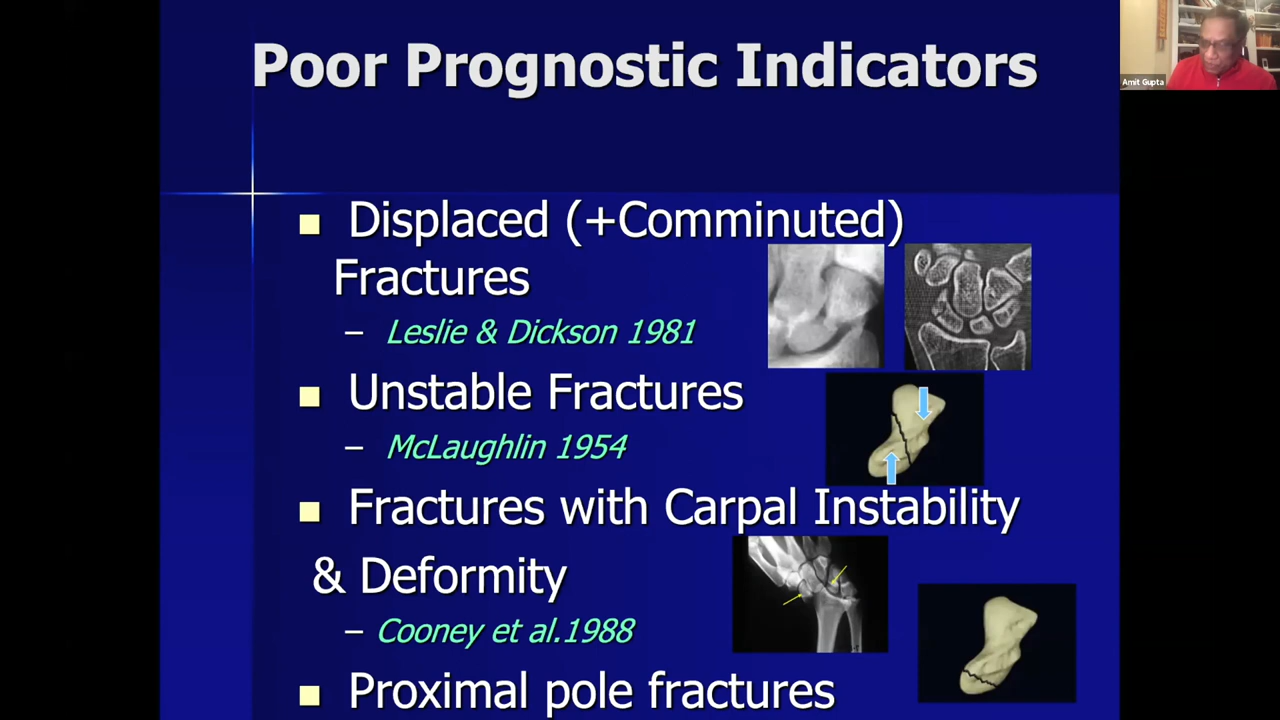 Poor Prognostic Indicators
Amit Gupta
Displaced (+Comminuted)
Fractures
– Leslie & Dickson 1981
Unstable Fractures
– McLaughlin 1954
Fractures with Carpal Instability
& Deformity
– Cooney et al.1988
Proximal pole fractures